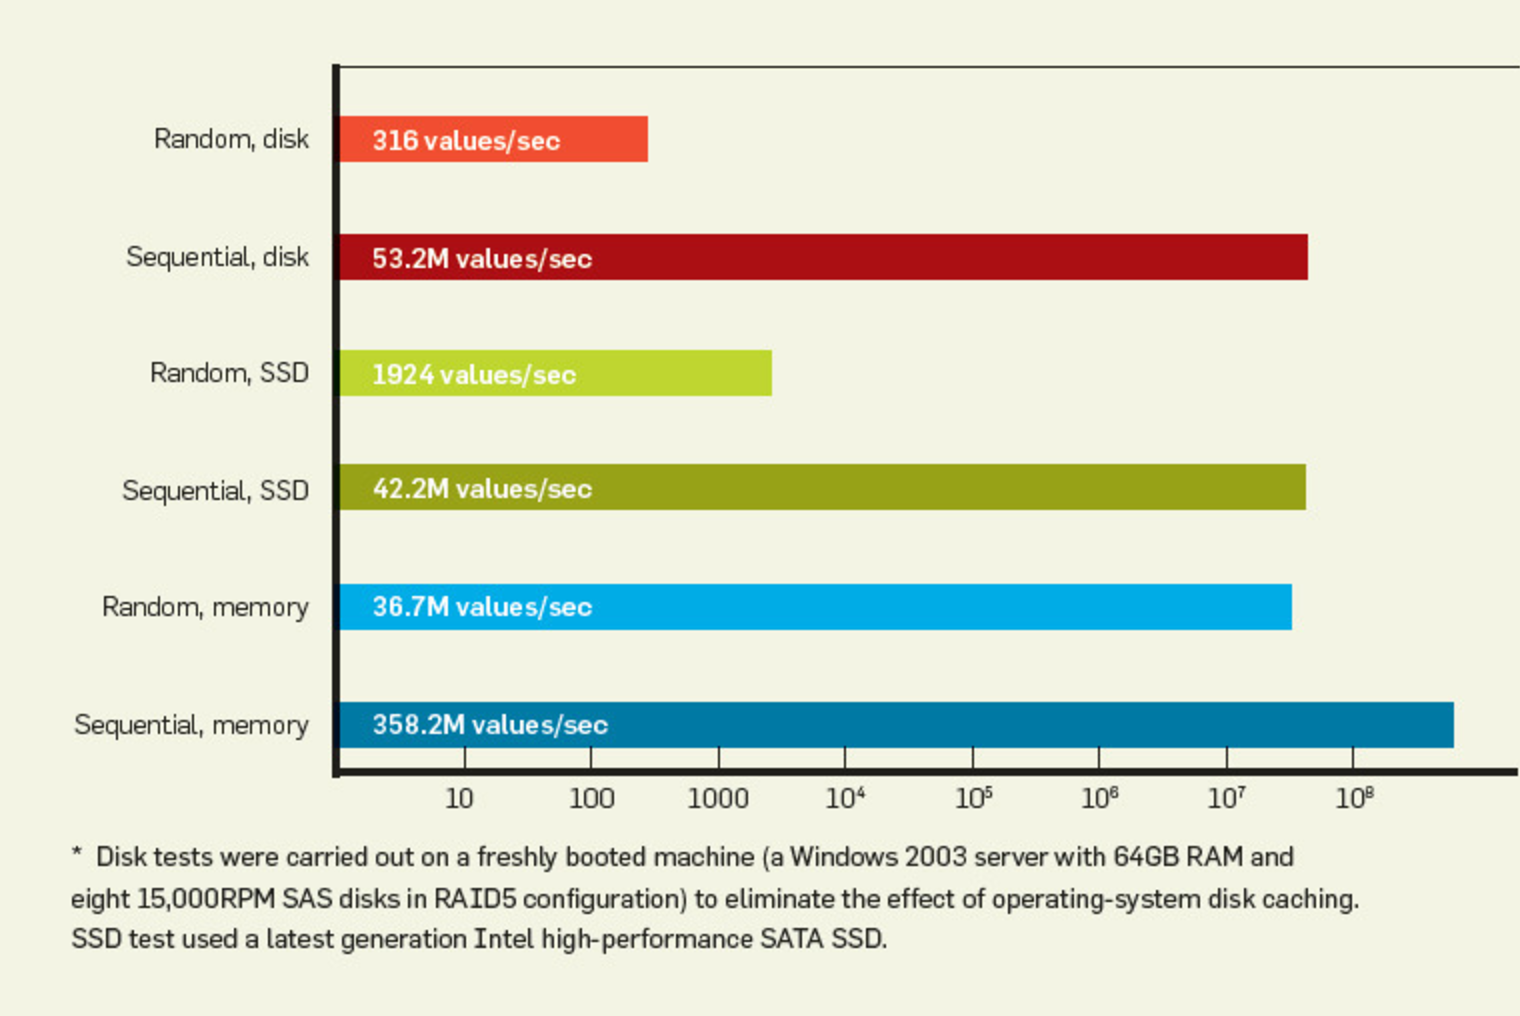 Random, disk
316 values/sec
Sequential, disk
53.2M values/sec
Random, SSD
1924 values/sec
Sequential, SSD
42.2M values/sec
Random, memory
36.7M values/sec
Sequential, memory
358.2M values/sec
10 100 1000 10⁴ 10⁵ 10⁶ 10⁷ 10⁸
* Disk tests were carried out on a freshly booted machine (a Windows 2003 server with 64GB RAM and
eight 15,000RPM SAS disks in RAID5 configuration) to eliminate the effect of operating-system disk caching.
SSD test used a latest generation Intel high-performance SATA SSD.